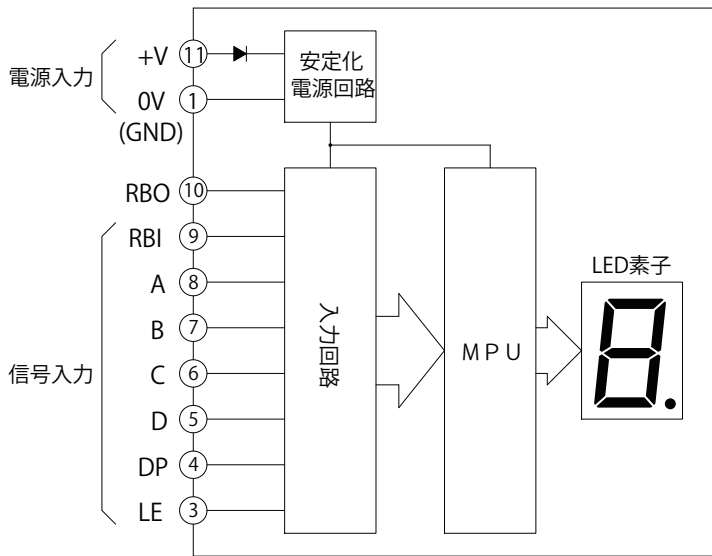 電源入力
+V ⑪
0V ①
(GND)
安定化
電源回路
RBO ⑩
信号入力
RBI ⑨
A ⑧
B ⑦
C ⑥
D ⑤
DP ④
LE ③
入力回路
ＭＰＵ
LED素子
8.